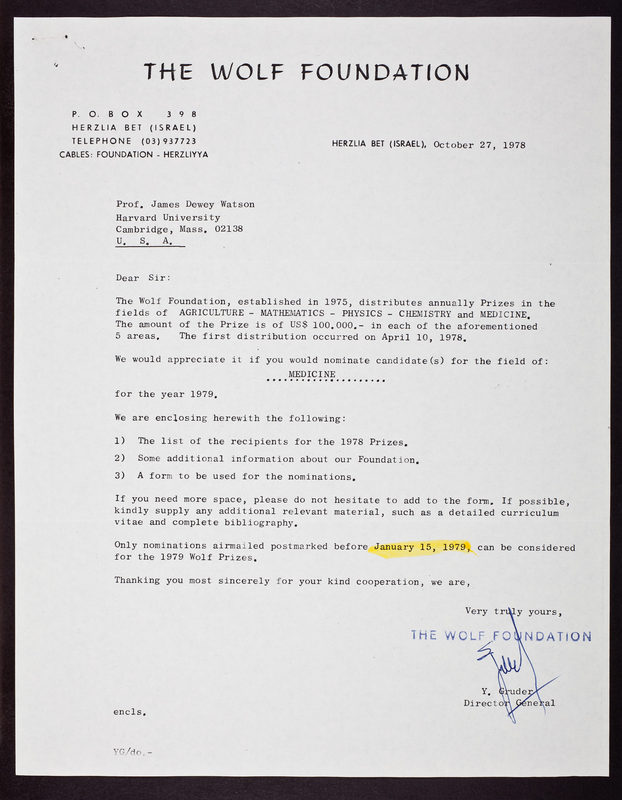 THE WOLF FOUNDATION
P. O. BOX 398
HERZLIA BET (ISRAEL)
TELEPHONE (03) 937723
CABLES: FOUNDATION - HERZLIYYA
HERZLIA BET (ISRAEL), October 27, 1978
Prof. James Dewey Watson
Harvard University
Cambridge, Mass. 02138
U. S. A.
Dear Sir:
The Wolf Foundation, established in 1975, distributes annually Prizes in the
fields of AGRICULTURE - MATHEMATICS - PHYSICS - CHEMISTRY and MEDICINE.
The amount of the Prize is of US$ 100.000.- in each of the aforementioned
5 areas. The first distribution occurred on April 10, 1978.
We would appreciate it if you would nominate candidate(s) for the field of:
MEDICINE
for the year 1979.
We are enclosing herewith the following:
1) The list of the recipients for the 1978 Prizes.
2) Some additional information about our Foundation.
3) A form to be used for the nominations.
If you need more space, please do not hesitate to add to the form. If possible,
kindly supply any additional relevant material, such as a detailed curriculum
vitae and complete bibliography.
Only nominations airmailed postmarked before January 15, 1979, can be considered
for the 1979 Wolf Prizes.
Thanking you most sincerely for your kind cooperation, we are,
Very truly yours,
THE WOLF FOUNDATION
Y. Gruder
Director General
encls.
YG/do.-